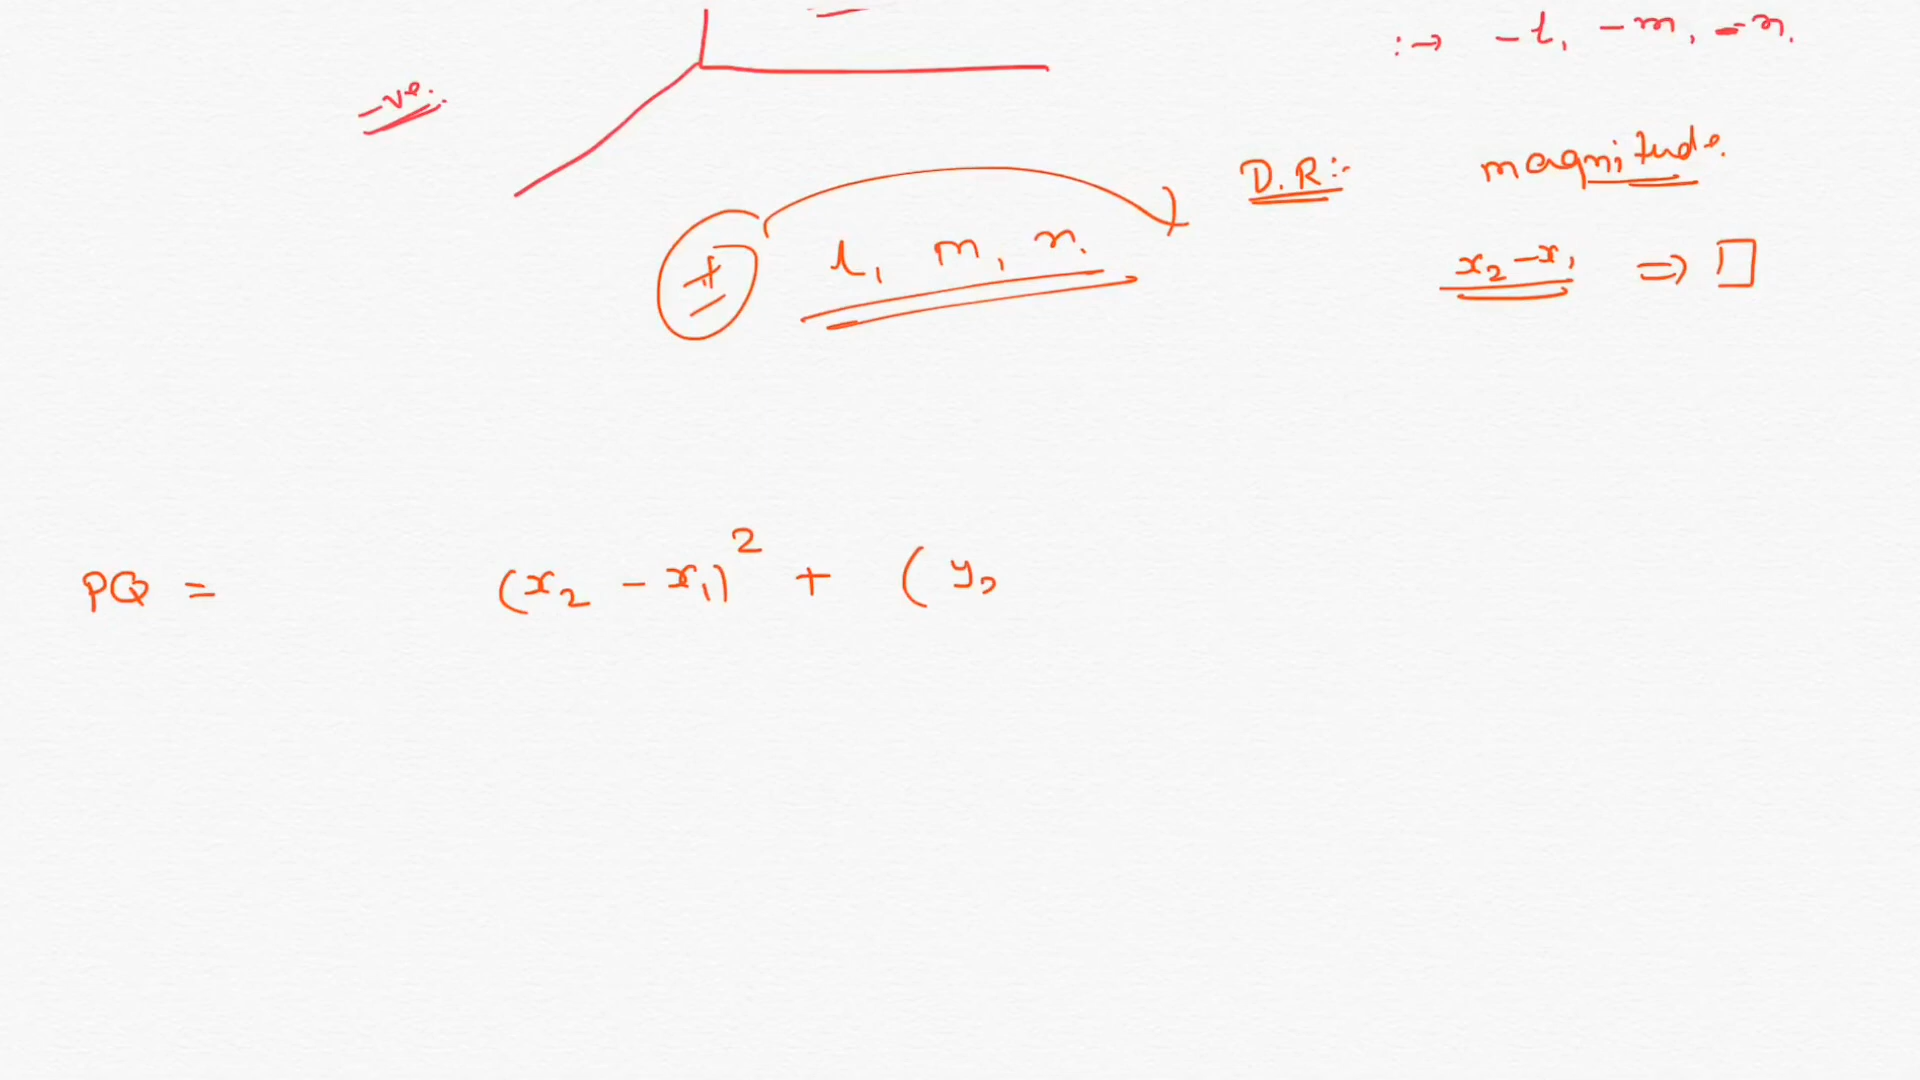 :→ -l, -m, -n.
-ve.
D.R:- magnitude.
± l, m, n.
x₂-x₁ ⇒ □
PQ = (x₂ - x₁)² + (y₂